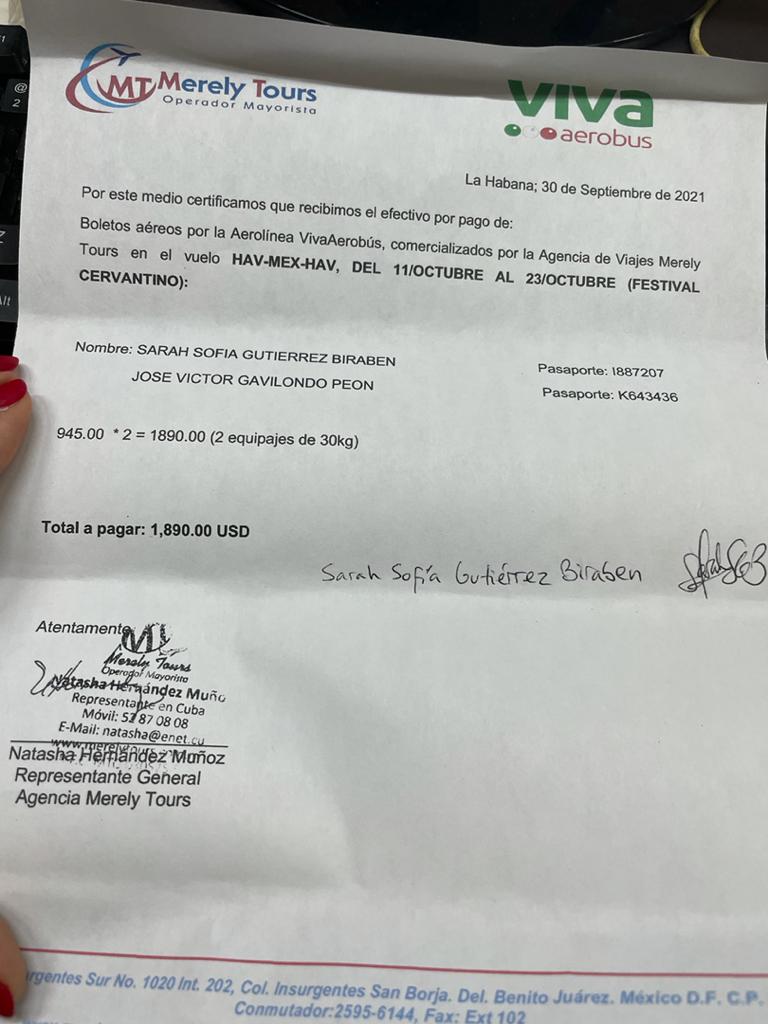 MT Merely Tours
Operador Mayorista
viva
aerobus
La Habana; 30 de Septiembre de 2021
Por este medio certificamos que recibimos el efectivo por pago de:
Boletos aéreos por la Aerolínea VivaAerobús, comercializados por la Agencia de Viajes Merely
Tours en el vuelo HAV-MEX-HAV, DEL 11/OCTUBRE AL 23/OCTUBRE (FESTIVAL
CERVANTINO):
Nombre: SARAH SOFIA GUTIERREZ BIRABEN
Pasaporte: I887207
JOSE VICTOR GAVILONDO PEON
Pasaporte: K643436
945.00 * 2 = 1890.00 (2 equipajes de 30kg)
Total a pagar: 1,890.00 USD
Sarah Sofía Gutiérrez Biraben
Atentamente
Merely Tours
Operador Mayorista
Natasha Hernández Muño
Representante en Cuba
Móvil: 52 87 08 08
E-Mail: natasha@enet.cu
Natasha Hernández Muñoz
Representante General
Agencia Merely Tours
rgentes Sur No. 1020 Int. 202, Col. Insurgentes San Borja. Del. Benito Juárez. México D.F. C.P.
Conmutador:2595-6144, Fax: Ext 102
@
2
Alt